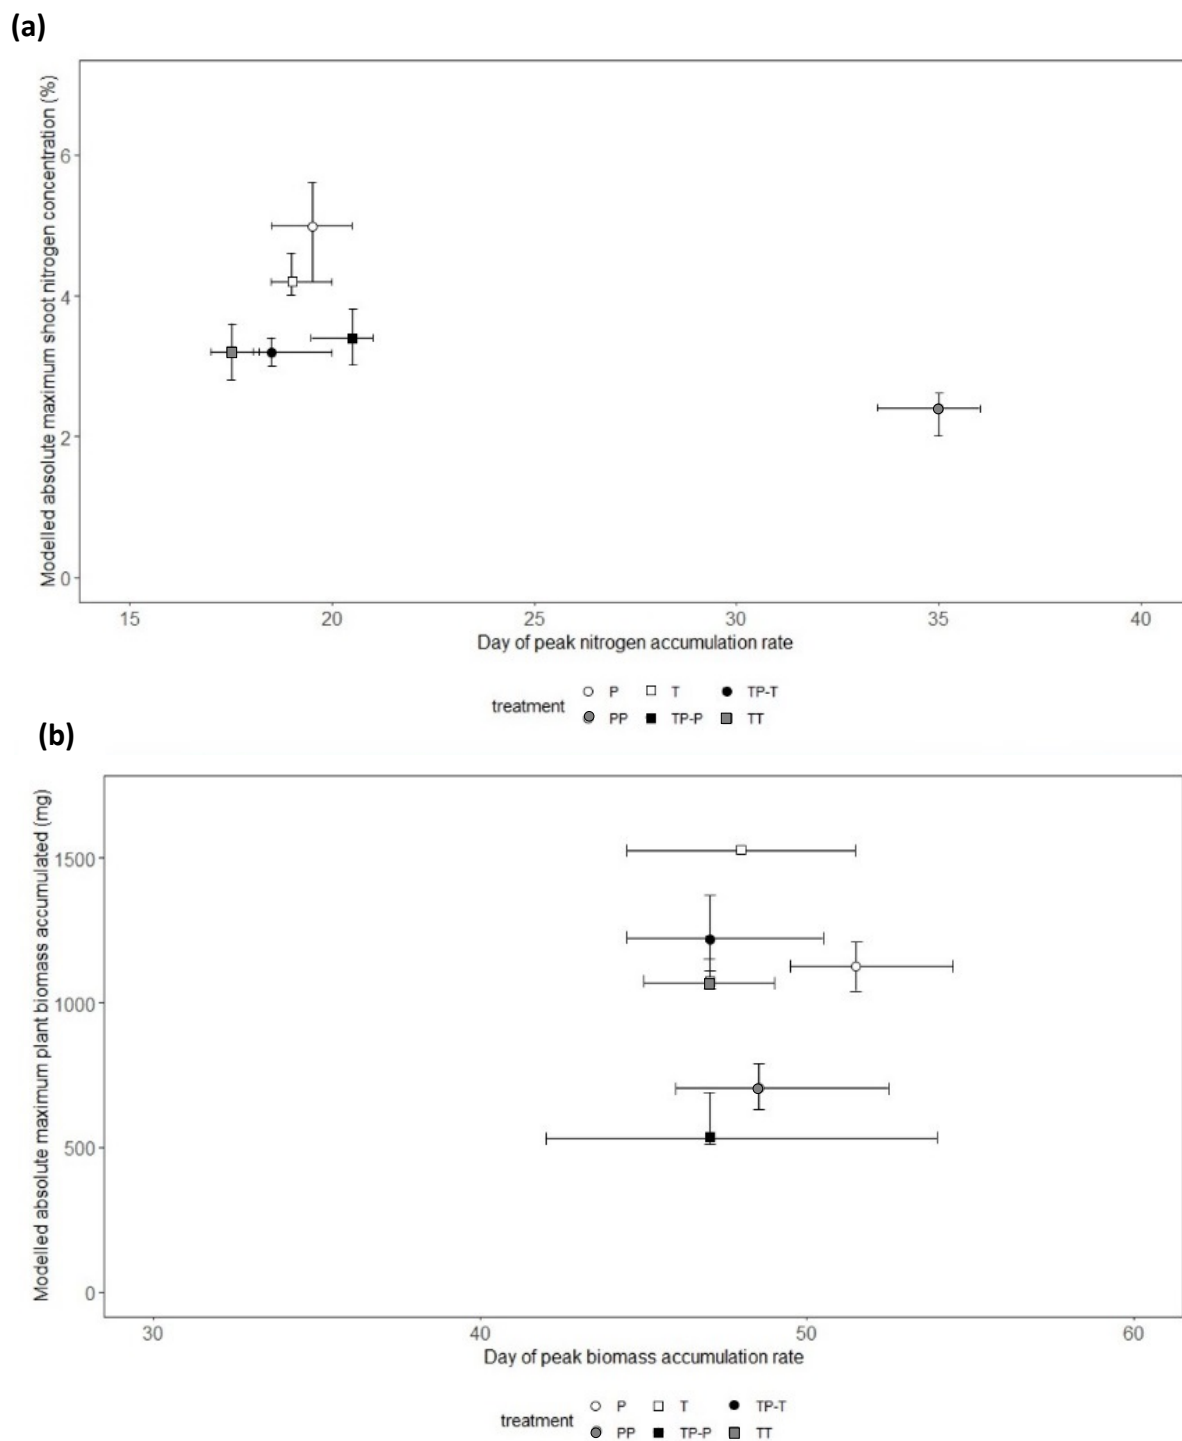 (a)
Modelled absolute maximum shoot nitrogen concentration (%)
6
4
2
0
15 20 25 30 35 40
Day of peak nitrogen accumulation rate
treatment
P T TP-T
PP TP-P TT
(b)
Modelled absolute maximum plant biomass accumulated (mg)
1500
1000
500
0
30 40 50 60
Day of peak biomass accumulation rate
treatment
P T TP-T
PP TP-P TT